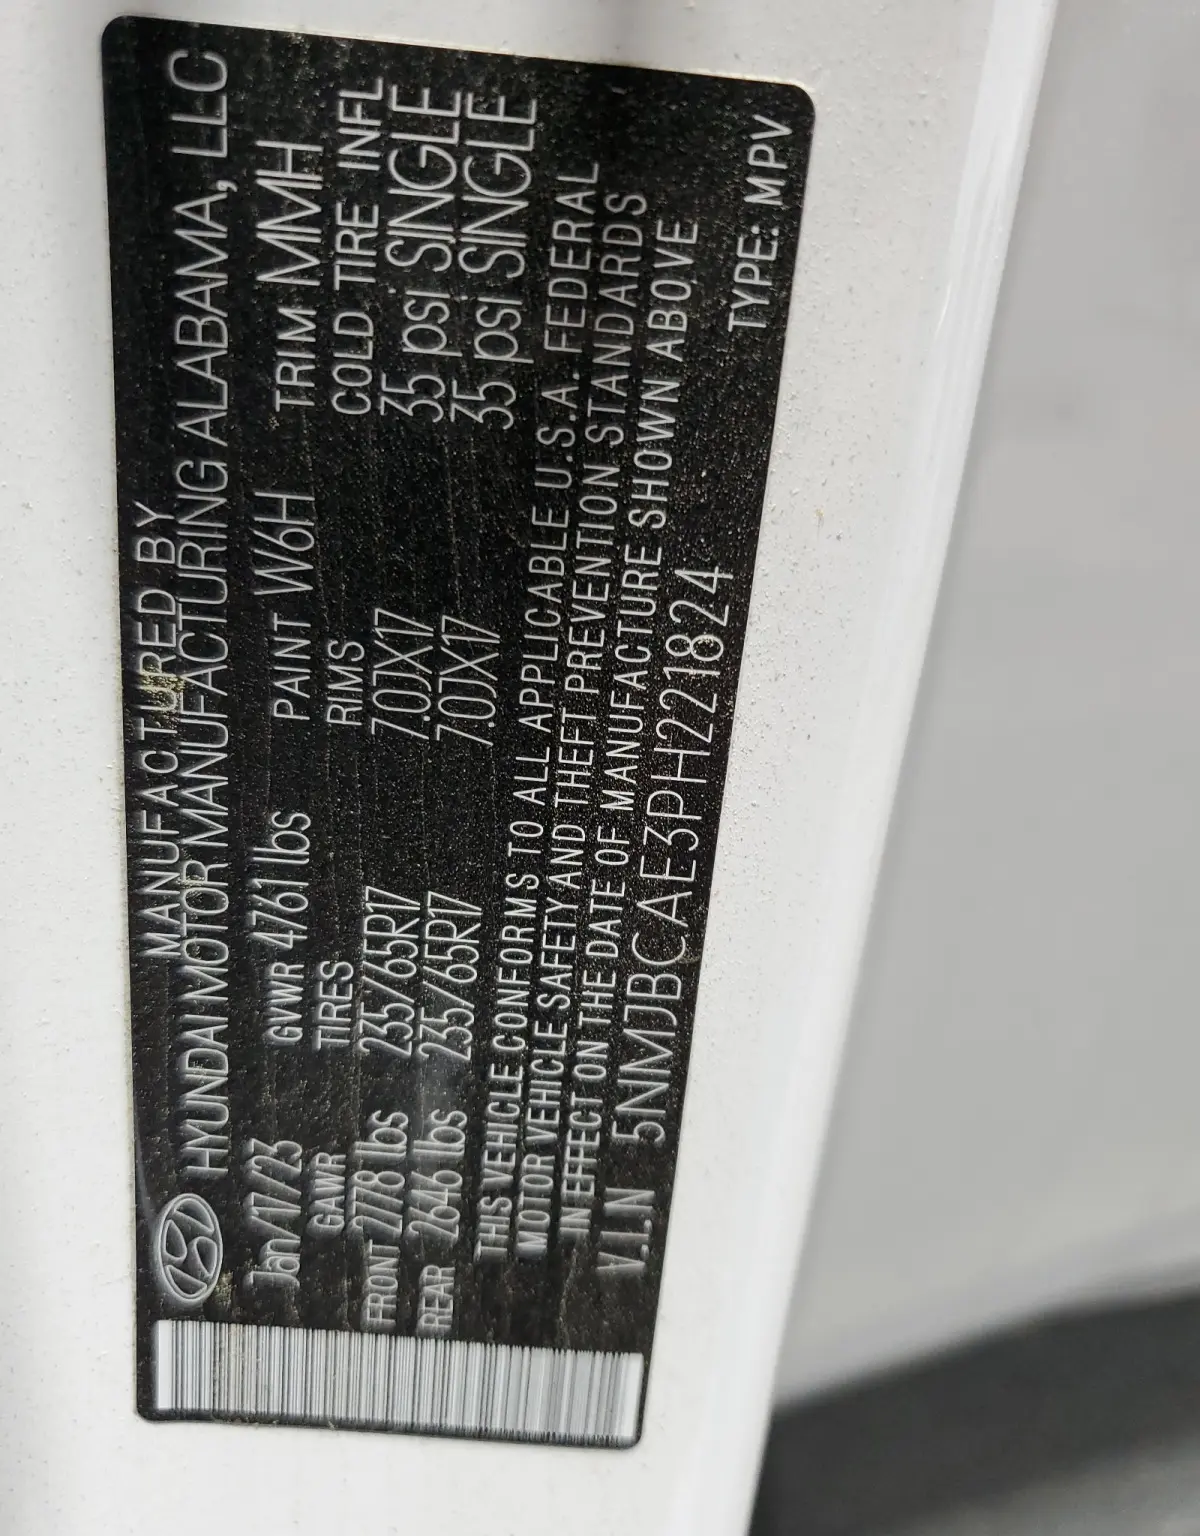 MANUFACTURED BY
HYUNDAI MOTOR MANUFACTURING ALABAMA, LLC
Jan/17/23 GVWR 4761 lbs PAINT W6H TRIM MMH
GAWR TIRES RIMS COLD TIRE INFL
FRONT 2778 lbs 235/65R17 7.0JX17 35 psi SINGLE
REAR 2646 lbs 235/65R17 7.0JX17 35 psi SINGLE
THIS VEHICLE CONFORMS TO ALL APPLICABLE U.S.A. FEDERAL
MOTOR VEHICLE SAFETY AND THEFT PREVENTION STANDARDS
IN EFFECT ON THE DATE OF MANUFACTURE SHOWN ABOVE
V.I.N 5NMJBCAE3PH221824 TYPE: MPV